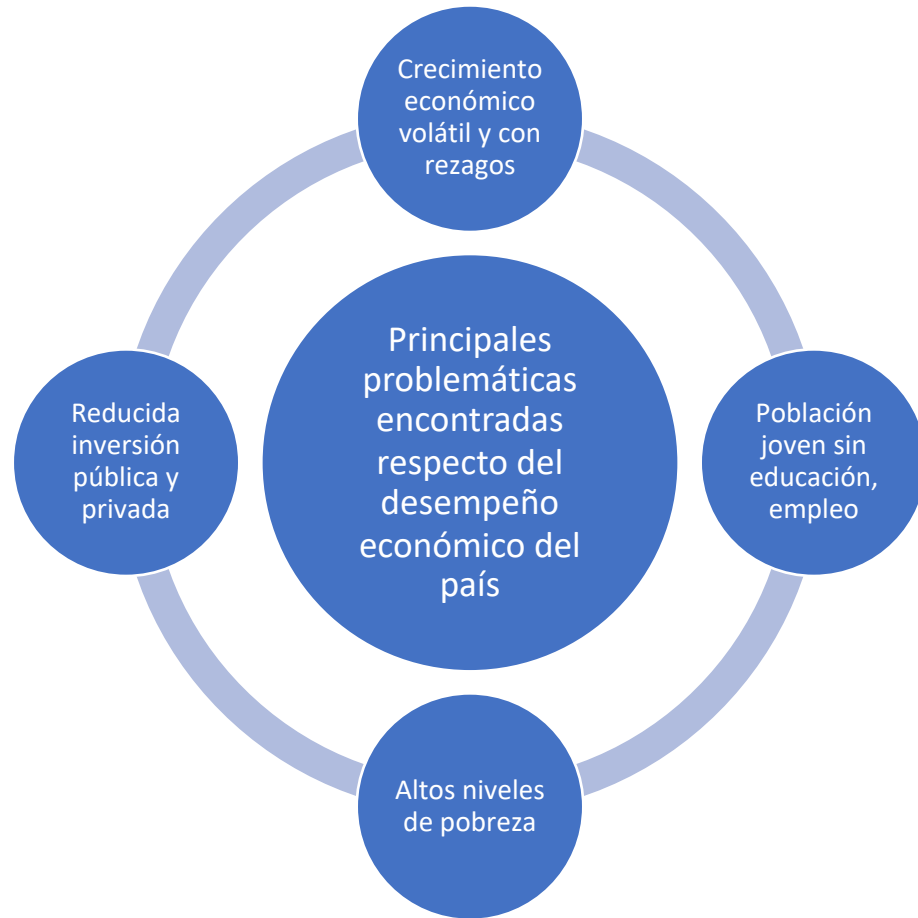 Crecimiento
económico
volátil y con
rezagos
Principales
problemáticas
encontradas
respecto del
desempeño
económico del
país
Reducida
inversión
pública y
privada
Población
joven sin
educación,
empleo
Altos niveles
de pobreza